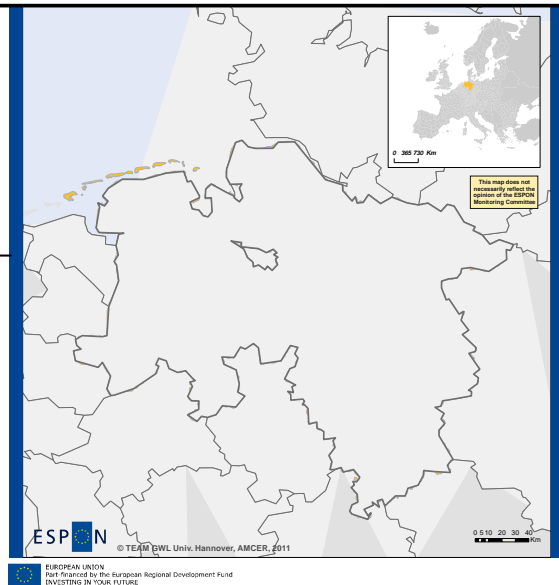 0 365 730 Km
This map does not
necessarily reflect the
opinion of the ESPON
Monitoring Committee
ESPON
© TEAM GWL Univ. Hannover, AMCER, 2011
0 5 10 20 30 40
Km
EUROPEAN UNION
Part-financed by the European Regional Development Fund
INVESTING IN YOUR FUTURE